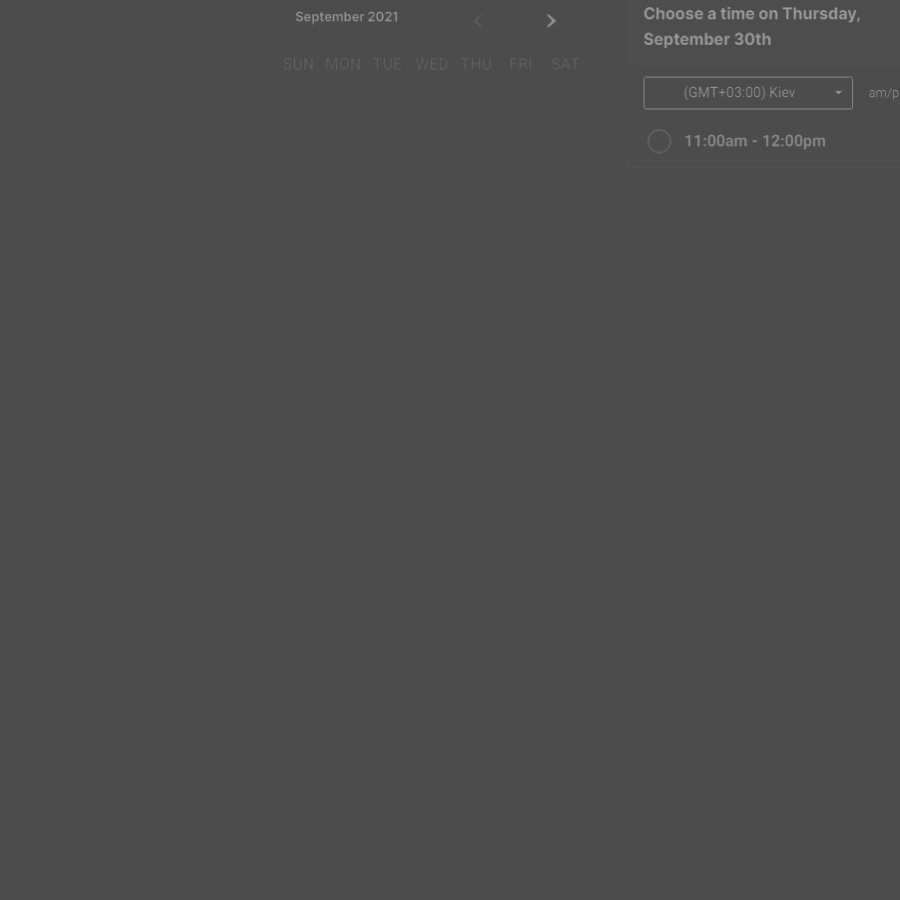 September 2021
SUN MON TUE WED THU FRI SAT
Choose a time on Thursday,
September 30th
(GMT+03:00) Kiev
am/p
11:00am - 12:00pm